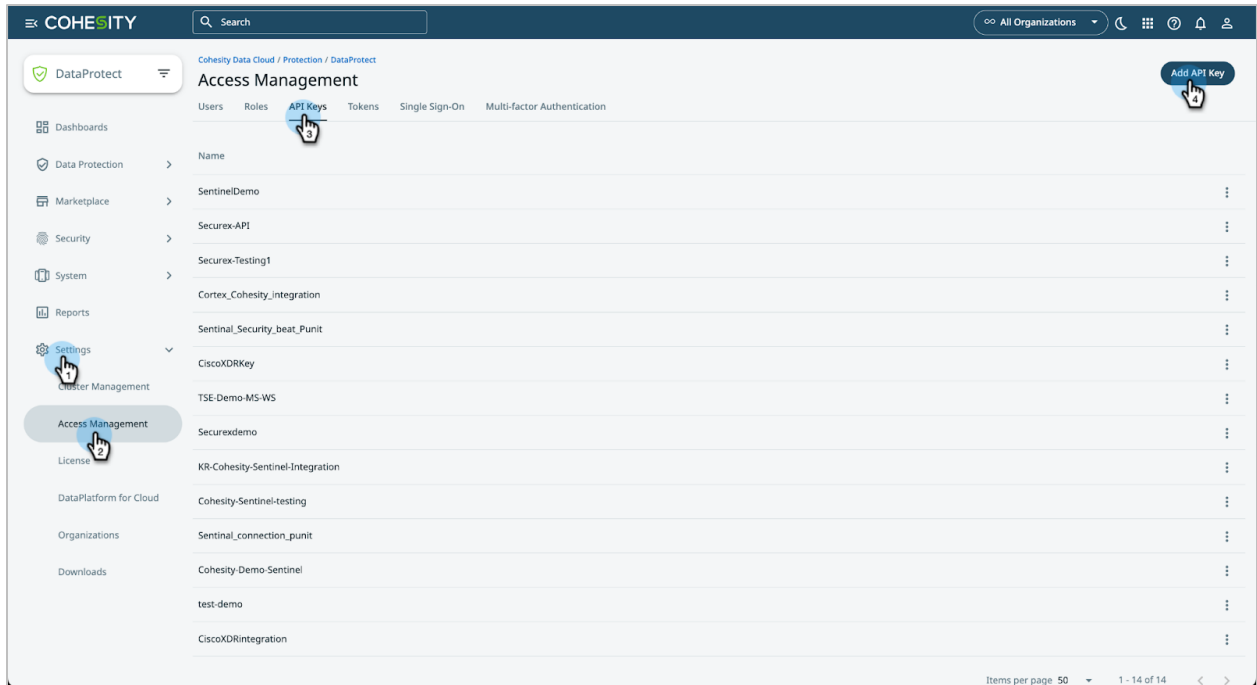 COHESITY
Search
All Organizations
DataProtect
Cohesity Data Cloud / Protection / DataProtect
Access Management
Add API Key
4
Users Roles API Keys Tokens Single Sign-On Multi-factor Authentication
3
Dashboards
Data Protection
Marketplace
Security
System
Reports
Settings
1
Cluster Management
Access Management
2
License
DataPlatform for Cloud
Organizations
Downloads
Name
SentinelDemo
Securex-API
Securex-Testing1
Cortex_Cohesity_integration
Sentinal_Security_beat_Punit
CiscoXDRKey
TSE-Demo-MS-WS
Securexdemo
KR-Cohesity-Sentinel-Integration
Cohesity-Sentinel-testing
Sentinal_connection_punit
Cohesity-Demo-Sentinel
test-demo
CiscoXDRintegration
Items per page 50 1 - 14 of 14